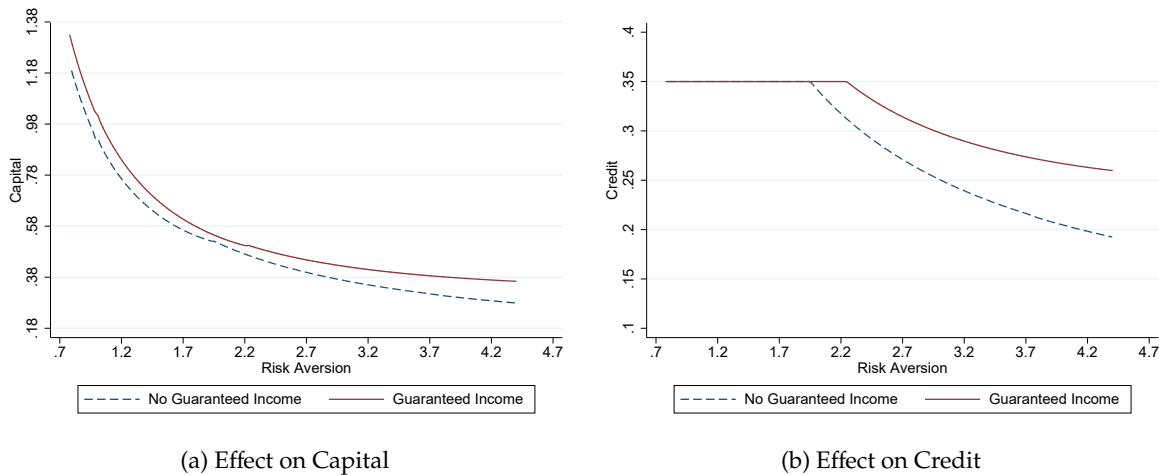 Capital
1.38
1.18
.98
.78
.58
.38
.18
.7 1.2 1.7 2.2 2.7 3.2 3.7 4.2 4.7
Risk Aversion
No Guaranteed Income Guaranteed Income
(a) Effect on Capital
Credit
.4
.35
.3
.25
.2
.15
.1
.7 1.2 1.7 2.2 2.7 3.2 3.7 4.2 4.7
Risk Aversion
No Guaranteed Income Guaranteed Income
(b) Effect on Credit